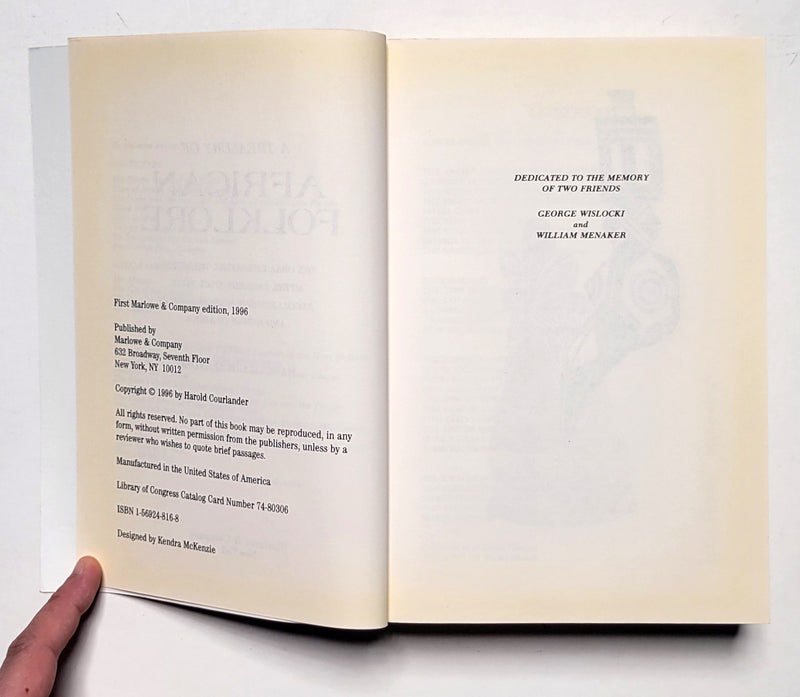 First Marlowe & Company edition, 1996
Published by
Marlowe & Company
632 Broadway, Seventh Floor
New York, NY 10012
Copyright © 1996 by Harold Courlander
All rights reserved. No part of this book may be reproduced, in any
form, without written permission from the publishers, unless by a
reviewer who wishes to quote brief passages.
Manufactured in the United States of America
Library of Congress Catalog Card Number 74-80306
ISBN 1-56924-816-8
Designed by Kendra McKenzie
A TREASURY OF
AFRICAN
FOLKLORE
DEDICATED TO THE MEMORY
OF TWO FRIENDS
GEORGE WISLOCKI
and
WILLIAM MENAKER